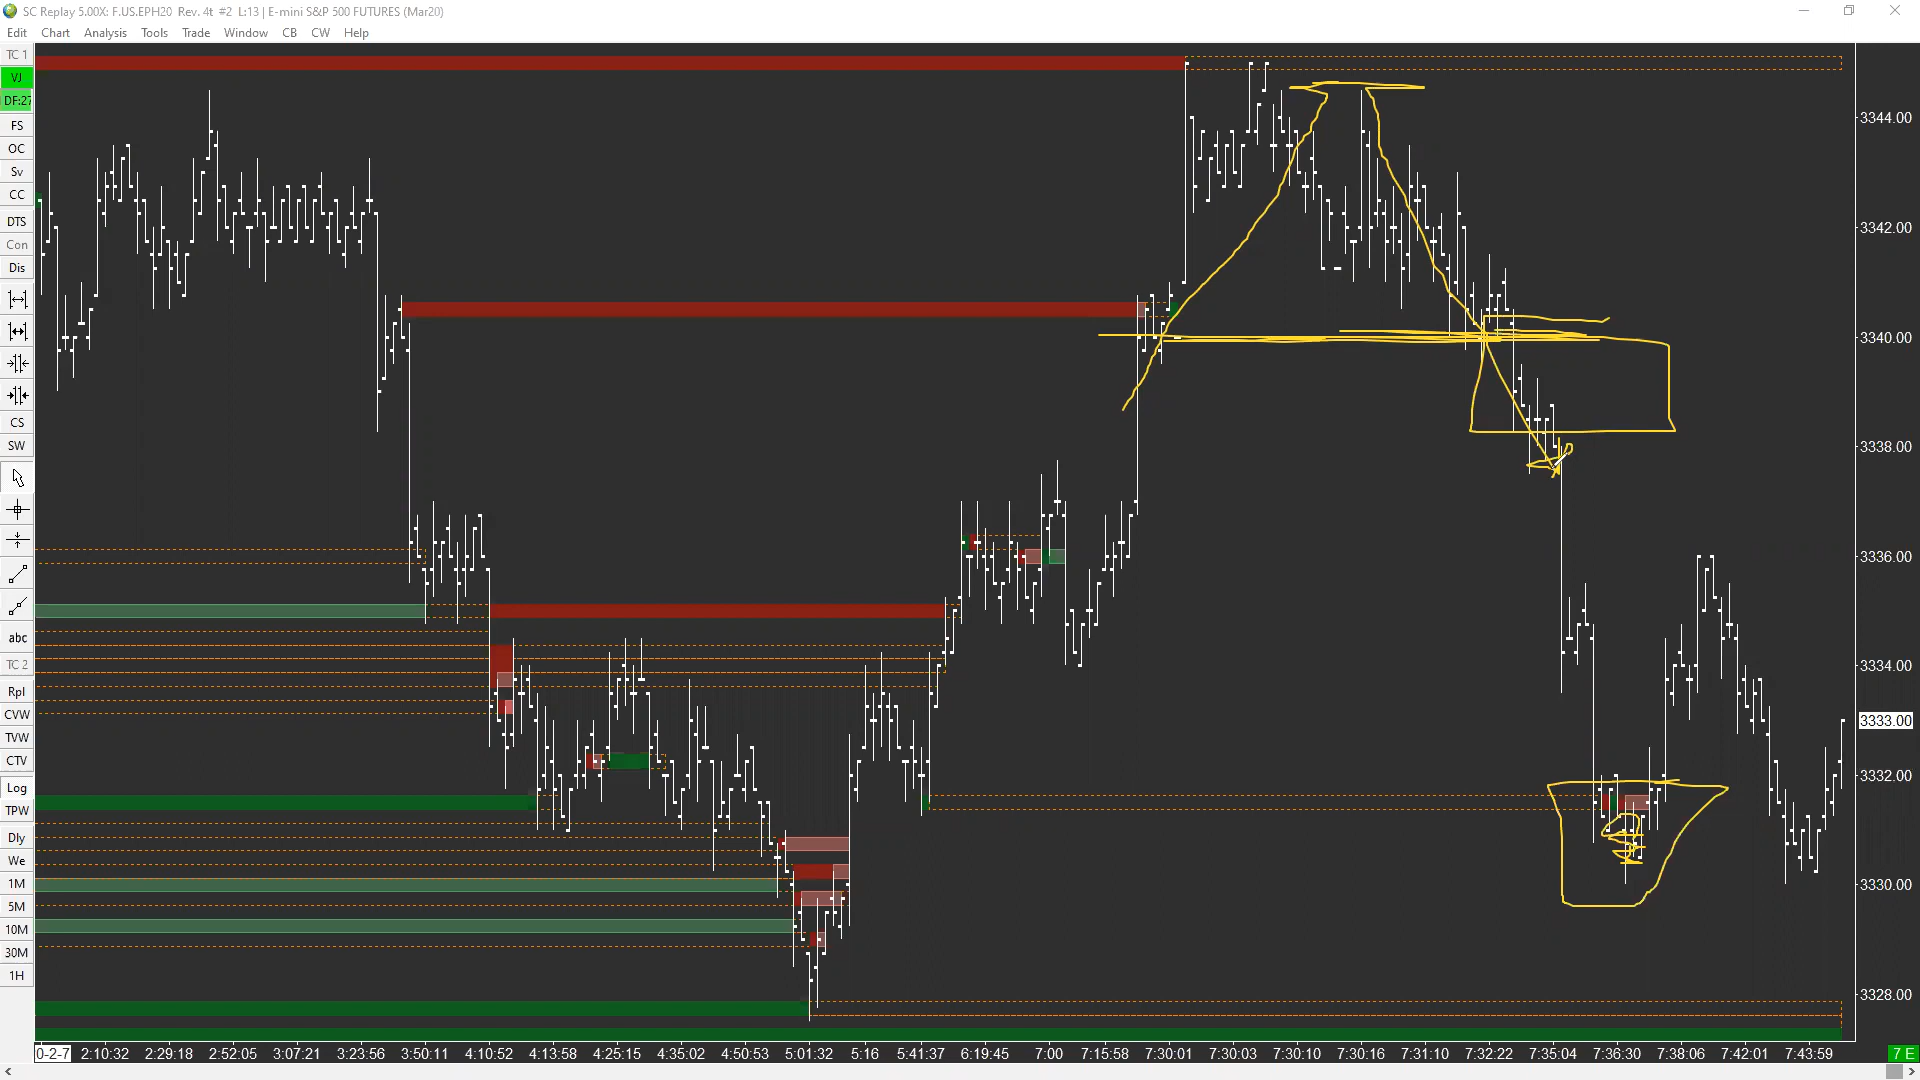 SC Replay 5.00X: F.US.EPH20 Rev. 4t #2 L:13 | E-mini S&P 500 FUTURES (Mar20)
Edit Chart Analysis Tools Trade Window CB CW Help
TC 1
VJ
DF:27
FS
OC
Sv
CC
DTS
Con
Dis
CS
SW
abc
TC 2
Rpl
CVW
TVW
CTV
Log
TPW
Dly
We
1M
5M
10M
30M
1H
3344.00
3342.00
3340.00
3338.00
3336.00
3334.00
3333.00
3332.00
3330.00
3328.00
0-2-7 2:10:32 2:29:18 2:52:05 3:07:21 3:23:56 3:50:11 4:10:52 4:13:58 4:25:15 4:35:02 4:50:53 5:01:32 5:16 5:41:37 6:19:45 7:00 7:15:58 7:30:01 7:30:03 7:30:10 7:30:16 7:31:10 7:32:22 7:35:04 7:36:30 7:38:06 7:42:01 7:43:59 7 E